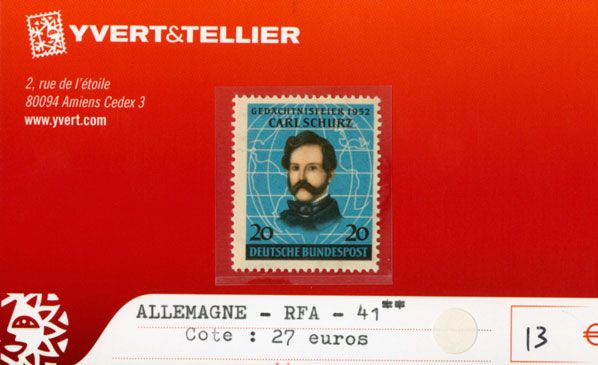 YVERT&TELLIER
2, rue de l'étoile
80094 Amiens Cedex 3
www.yvert.com
GEDÄCHTNISFEIER 1952
CARL SCHURZ
20 20
DEUTSCHE BUNDESPOST
ALLEMAGNE - RFA - 41**
Cote : 27 euros
13 €